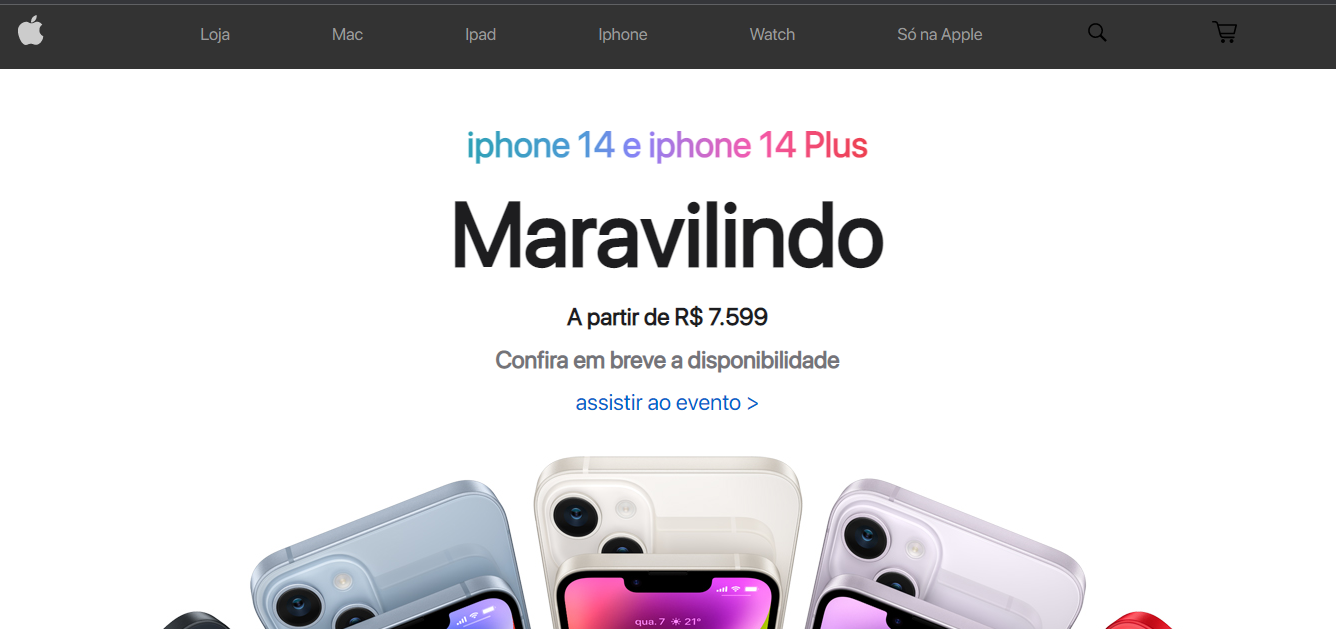 Loja Mac Ipad Iphone Watch Só na Apple
iphone 14 e iphone 14 Plus
Maravilindo
A partir de R$ 7.599
Confira em breve a disponibilidade
assistir ao evento >
qua. 7 21°